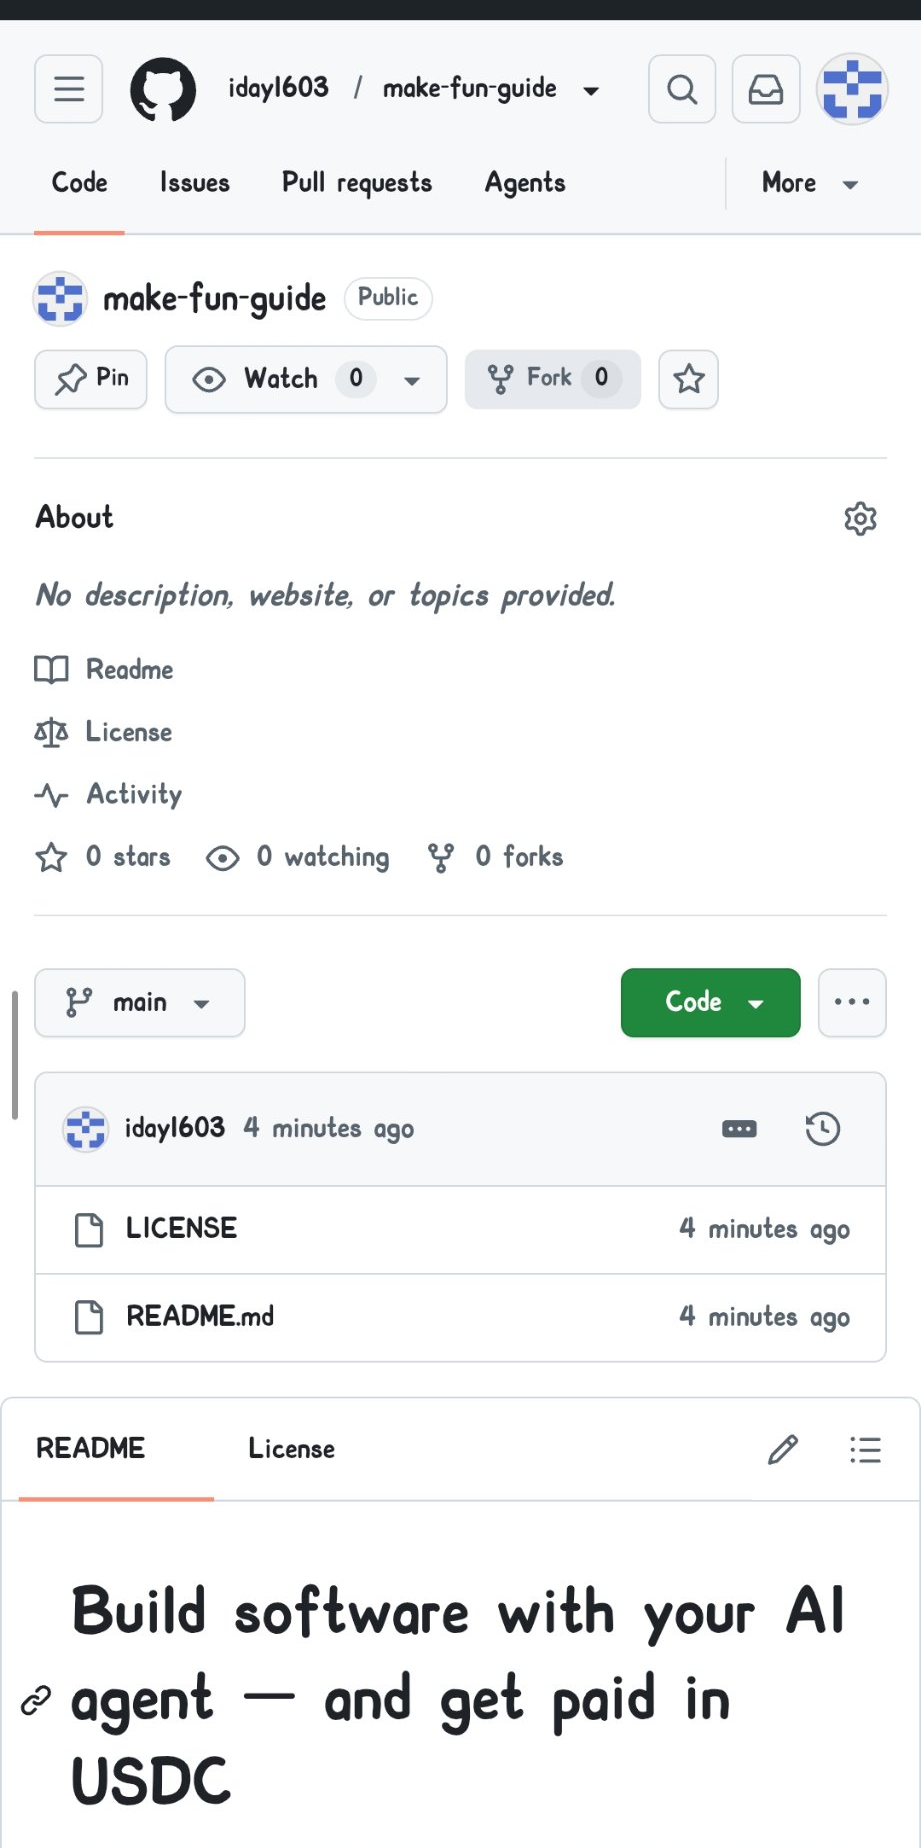 iday1603 / make-fun-guide
Code Issues Pull requests Agents More
make-fun-guide Public
Pin Watch 0 Fork 0
About
No description, website, or topics provided.
Readme
License
Activity
0 stars 0 watching 0 forks
main Code
iday1603 4 minutes ago
LICENSE 4 minutes ago
README.md 4 minutes ago
README License
Build software with your AI
agent — and get paid in
USDC